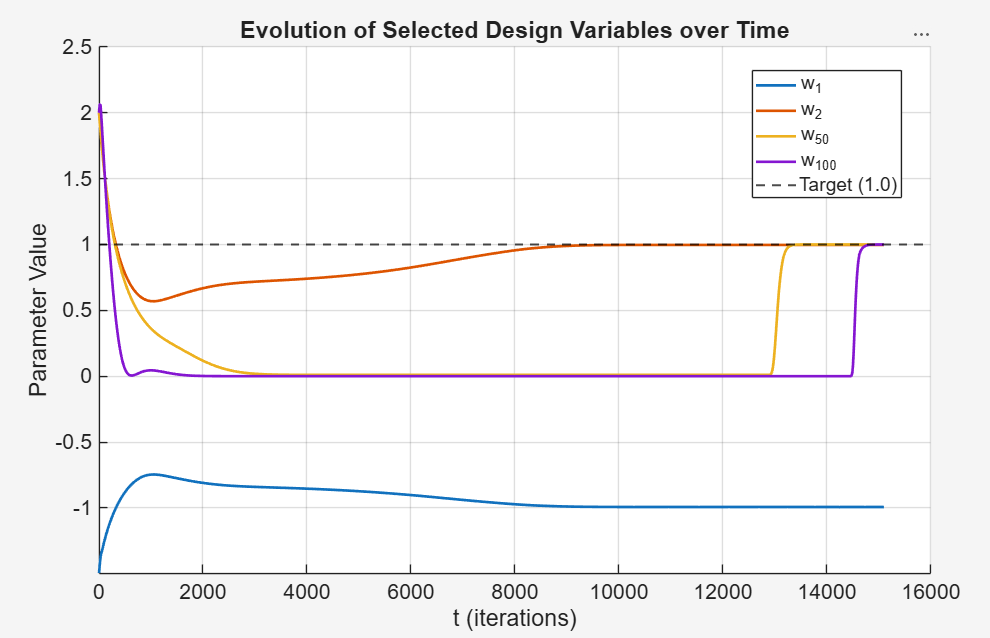 Evolution of Selected Design Variables over Time
...
2.5
2
1.5
1
0.5
0
-0.5
-1
Parameter Value
w1
w2
w50
w100
Target (1.0)
0 2000 4000 6000 8000 10000 12000 14000 16000
t (iterations)